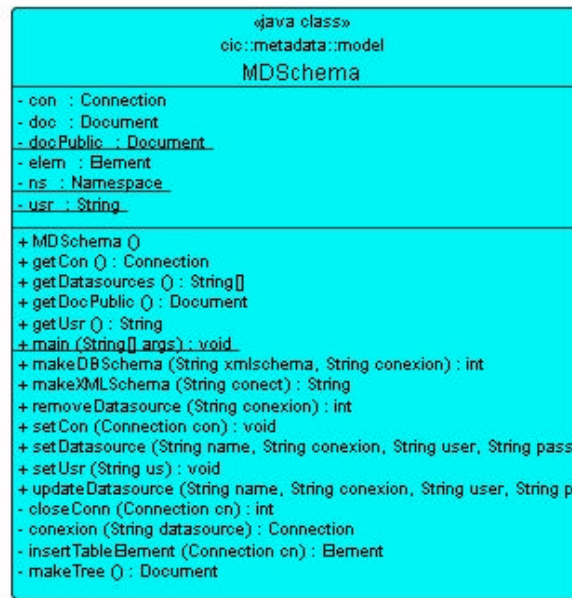 «java class»
cic::metadata::model
MDSchema
- con : Connection
- doc : Document
- docPublic : Document
- elem : Element
- ns : Namespace
- usr : String
+ MDSchema ()
+ getCon () : Connection
+ getDatasources () : String[]
+ getDocPublic () : Document
+ getUsr () : String
+ main (String[] args) : void
+ makeDBSchema (String xmlschema, String conexion) : int
+ makeXMLSchema (String conect) : String
+ removeDatasource (String conexion) : int
+ setCon (Connection con) : void
+ setDatasource (String name, String conexion, String user, String pass
+ setUsr (String us) : void
+ updateDatasource (String name, String conexion, String user, String p
- closeConn (Connection cn) : int
- conexion (String datasource) : Connection
- insertTableElement (Connection cn) : Element
- makeTree () : Document